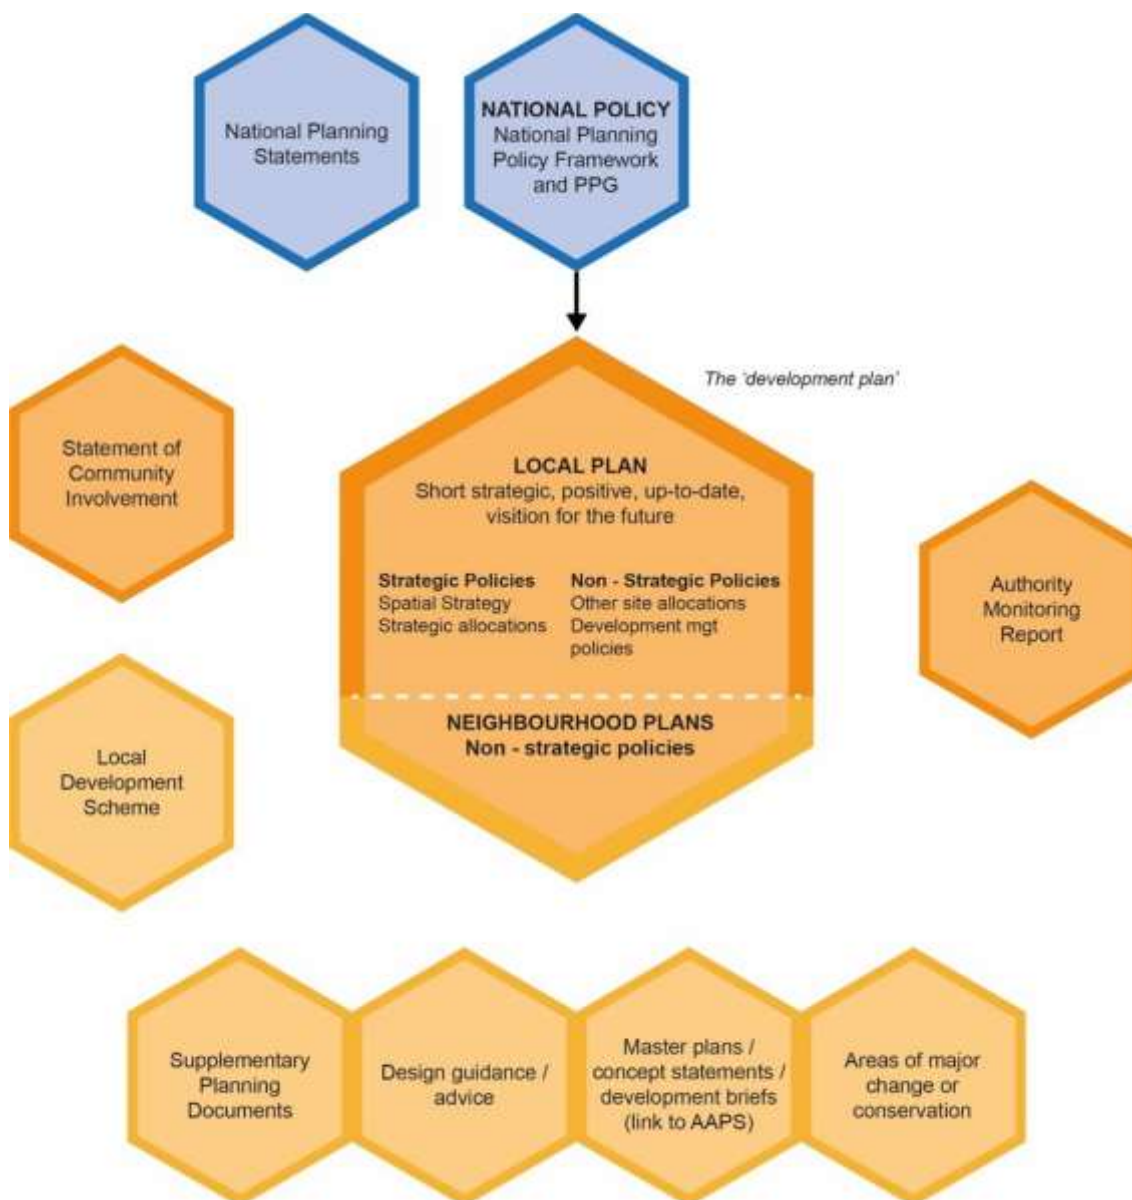 National Planning
Statements
NATIONAL POLICY
National Planning
Policy Framework
and PPG
The 'development plan'
Statement of
Community
Involvement
LOCAL PLAN
Short strategic, positive, up-to-date,
visition for the future
Strategic Policies
Spatial Strategy
Strategic allocations
Non - Strategic Policies
Other site allocations
Development mgt
policies
Authority
Monitoring
Report
NEIGHBOURHOOD PLANS
Non - strategic policies
Local
Development
Scheme
Supplementary
Planning
Documents
Design guidance /
advice
Master plans /
concept statements /
development briefs
(link to AAPS)
Areas of major
change or
conservation